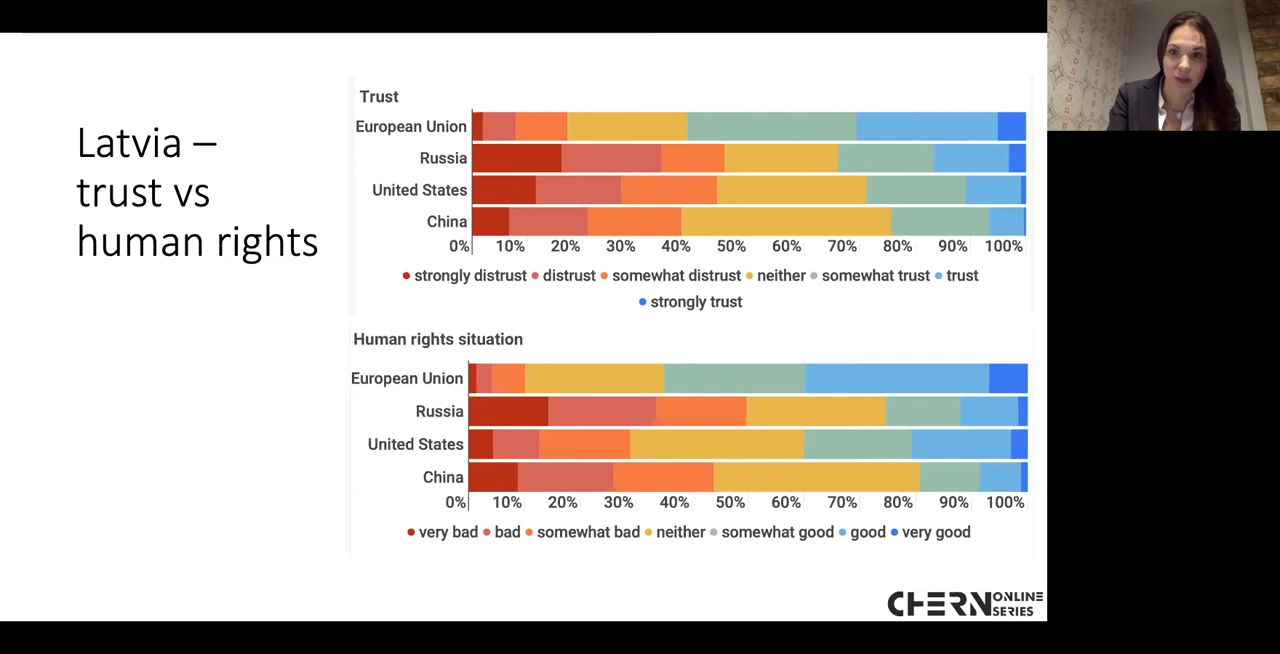 Latvia –
trust vs
human rights
Trust
European Union
Russia
United States
China
0% 10% 20% 30% 40% 50% 60% 70% 80% 90% 100%
strongly distrust distrust somewhat distrust neither somewhat trust trust
strongly trust
Human rights situation
European Union
Russia
United States
China
0% 10% 20% 30% 40% 50% 60% 70% 80% 90% 100%
very bad bad somewhat bad neither somewhat good good very good
CHERN ONLINE
SERIES